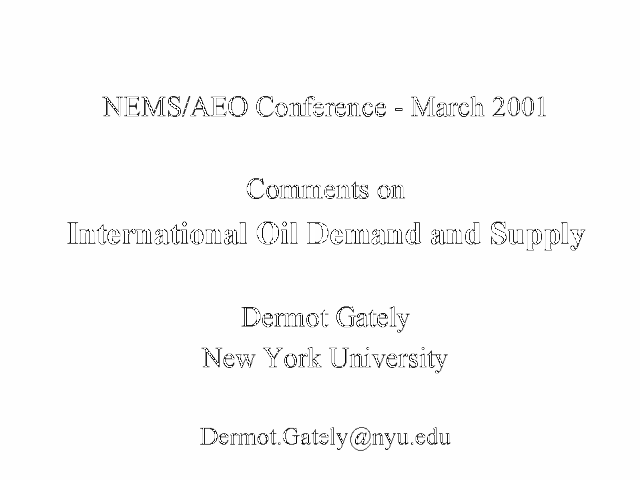 NEMS/AEO Conference - March 2001
Comments on
International Oil Demand and Supply
Dermot Gately
New York University
Dermot.Gately@nyu.edu